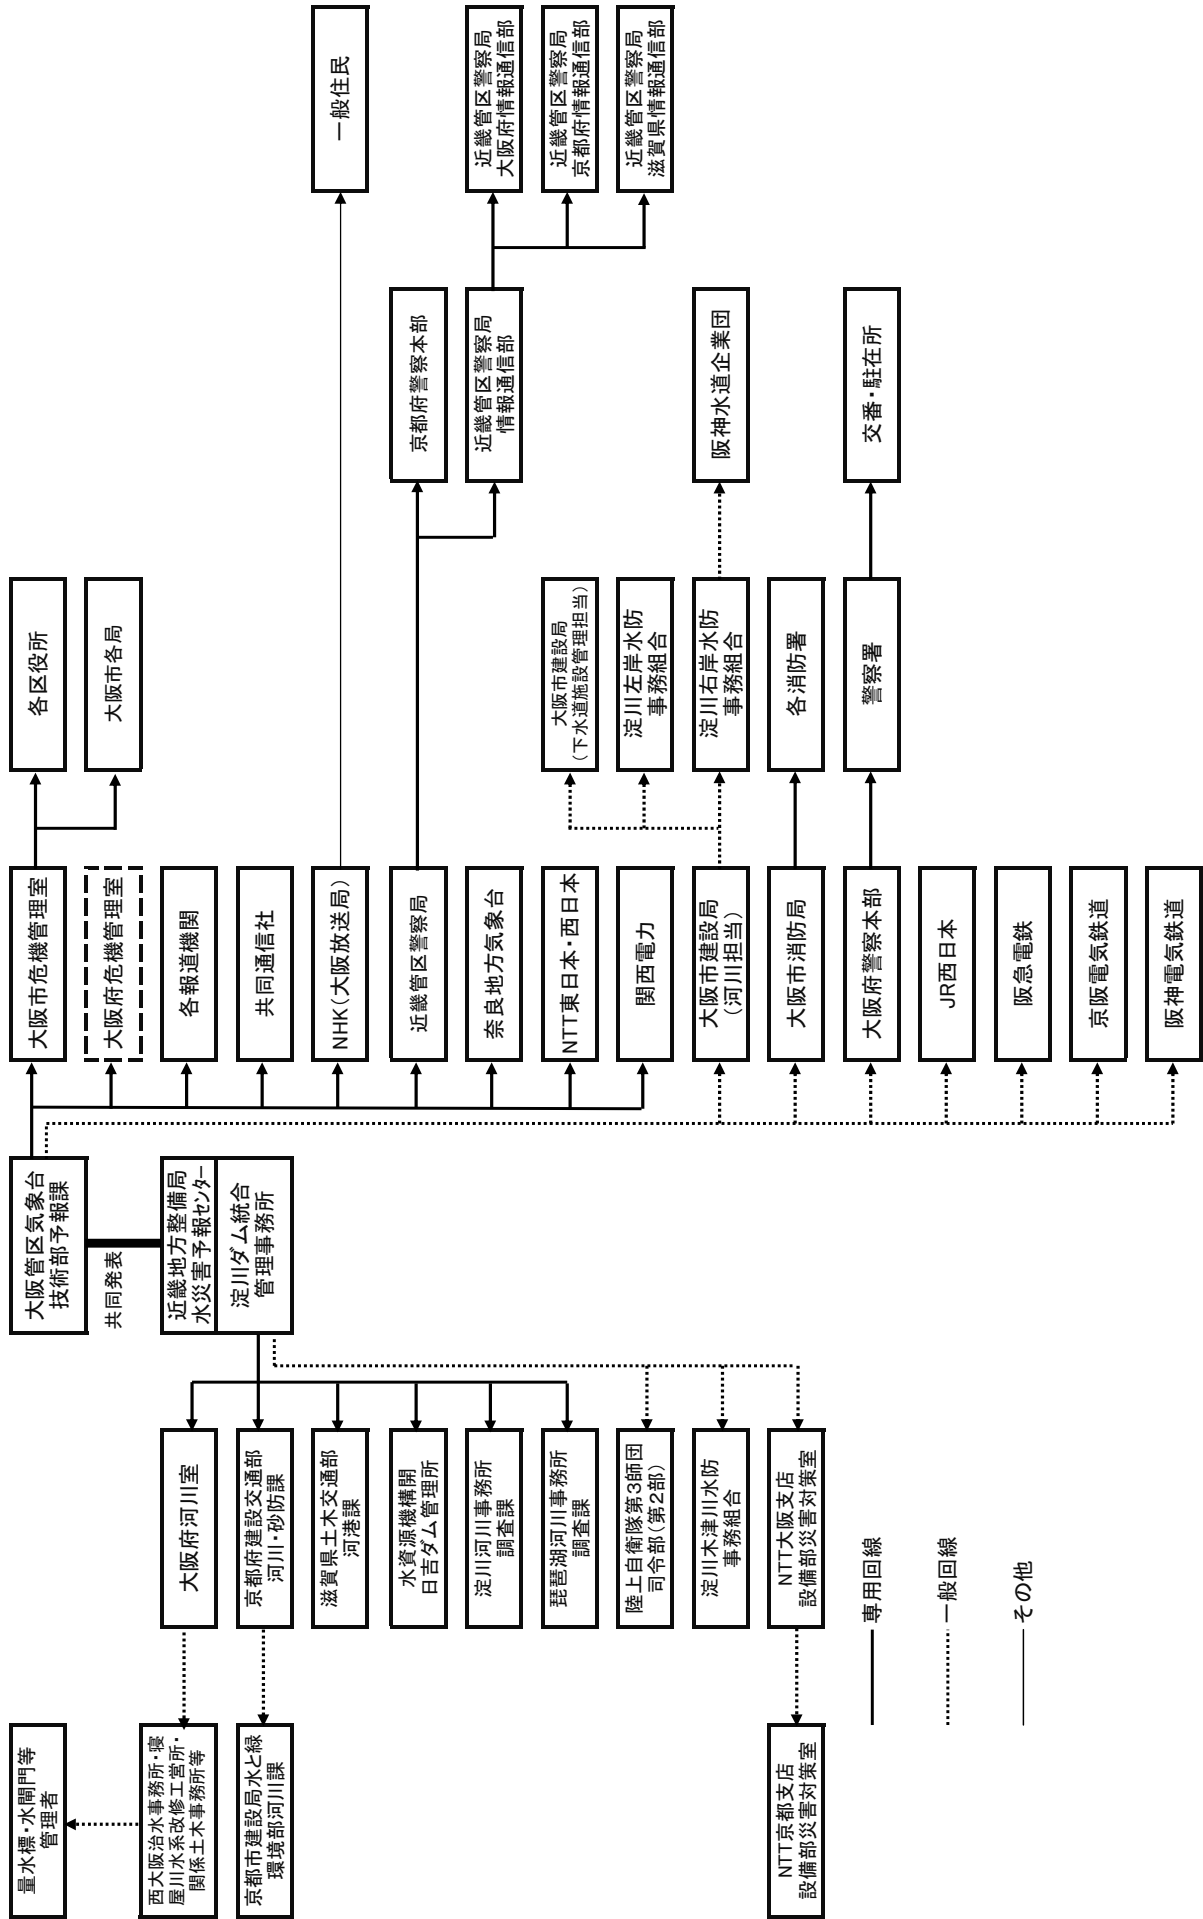 量水標・水閘門等
管理者
西大阪治水事務所・寝
屋川水系改修工営所・
関係土木事務所等
京都市建設局水と緑
環境部河川課
NTT京都支店
設備部災害対策室
大阪府河川室
京都府建設交通部
河川・砂防課
滋賀県土木交通部
河港課
水資源機構開
日吉ダム管理所
淀川河川事務所
調査課
琵琶湖河川事務所
調査課
陸上自衛隊第3師団
司令部(第2部)
淀川木津川水防
事務組合
NTT大阪支店
設備部災害対策室
専用回線
一般回線
その他
大阪管区気象台
技術部予報課
共同発表
近畿地方整備局
水災害予報センター
淀川ダム統合
管理事務所
大阪市危機管理室
大阪府危機管理室
各報道機関
共同通信社
NHK(大阪放送局)
近畿管区警察局
奈良地方気象台
NTT東日本・西日本
関西電力
大阪市建設局
(河川担当)
大阪市消防局
大阪府警察本部
JR西日本
阪急電鉄
京阪電気鉄道
阪神電気鉄道
各区役所
大阪市各局
大阪市建設局
(下水道施設管理担当)
淀川左岸水防
事務組合
淀川右岸水防
事務組合
各消防署
警察署
京都府警察本部
近畿管区警察局
情報通信部
阪神水道企業団
交番・駐在所
一般住民
近畿管区警察局
大阪府情報通信部
近畿管区警察局
京都府情報通信部
近畿管区警察局
滋賀県情報通信部